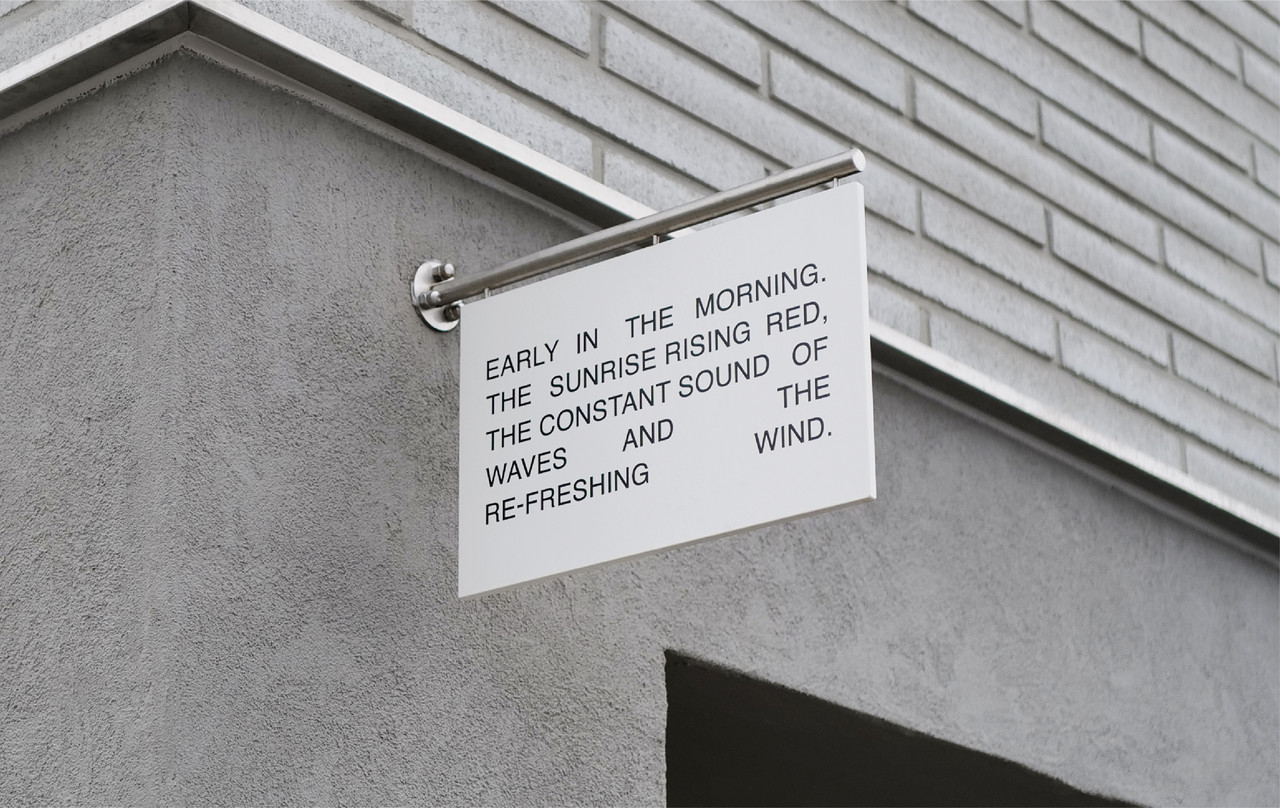 EARLY IN THE MORNING.
THE SUNRISE RISING RED,
THE CONSTANT SOUND OF
WAVES AND THE
RE-FRESHING WIND.